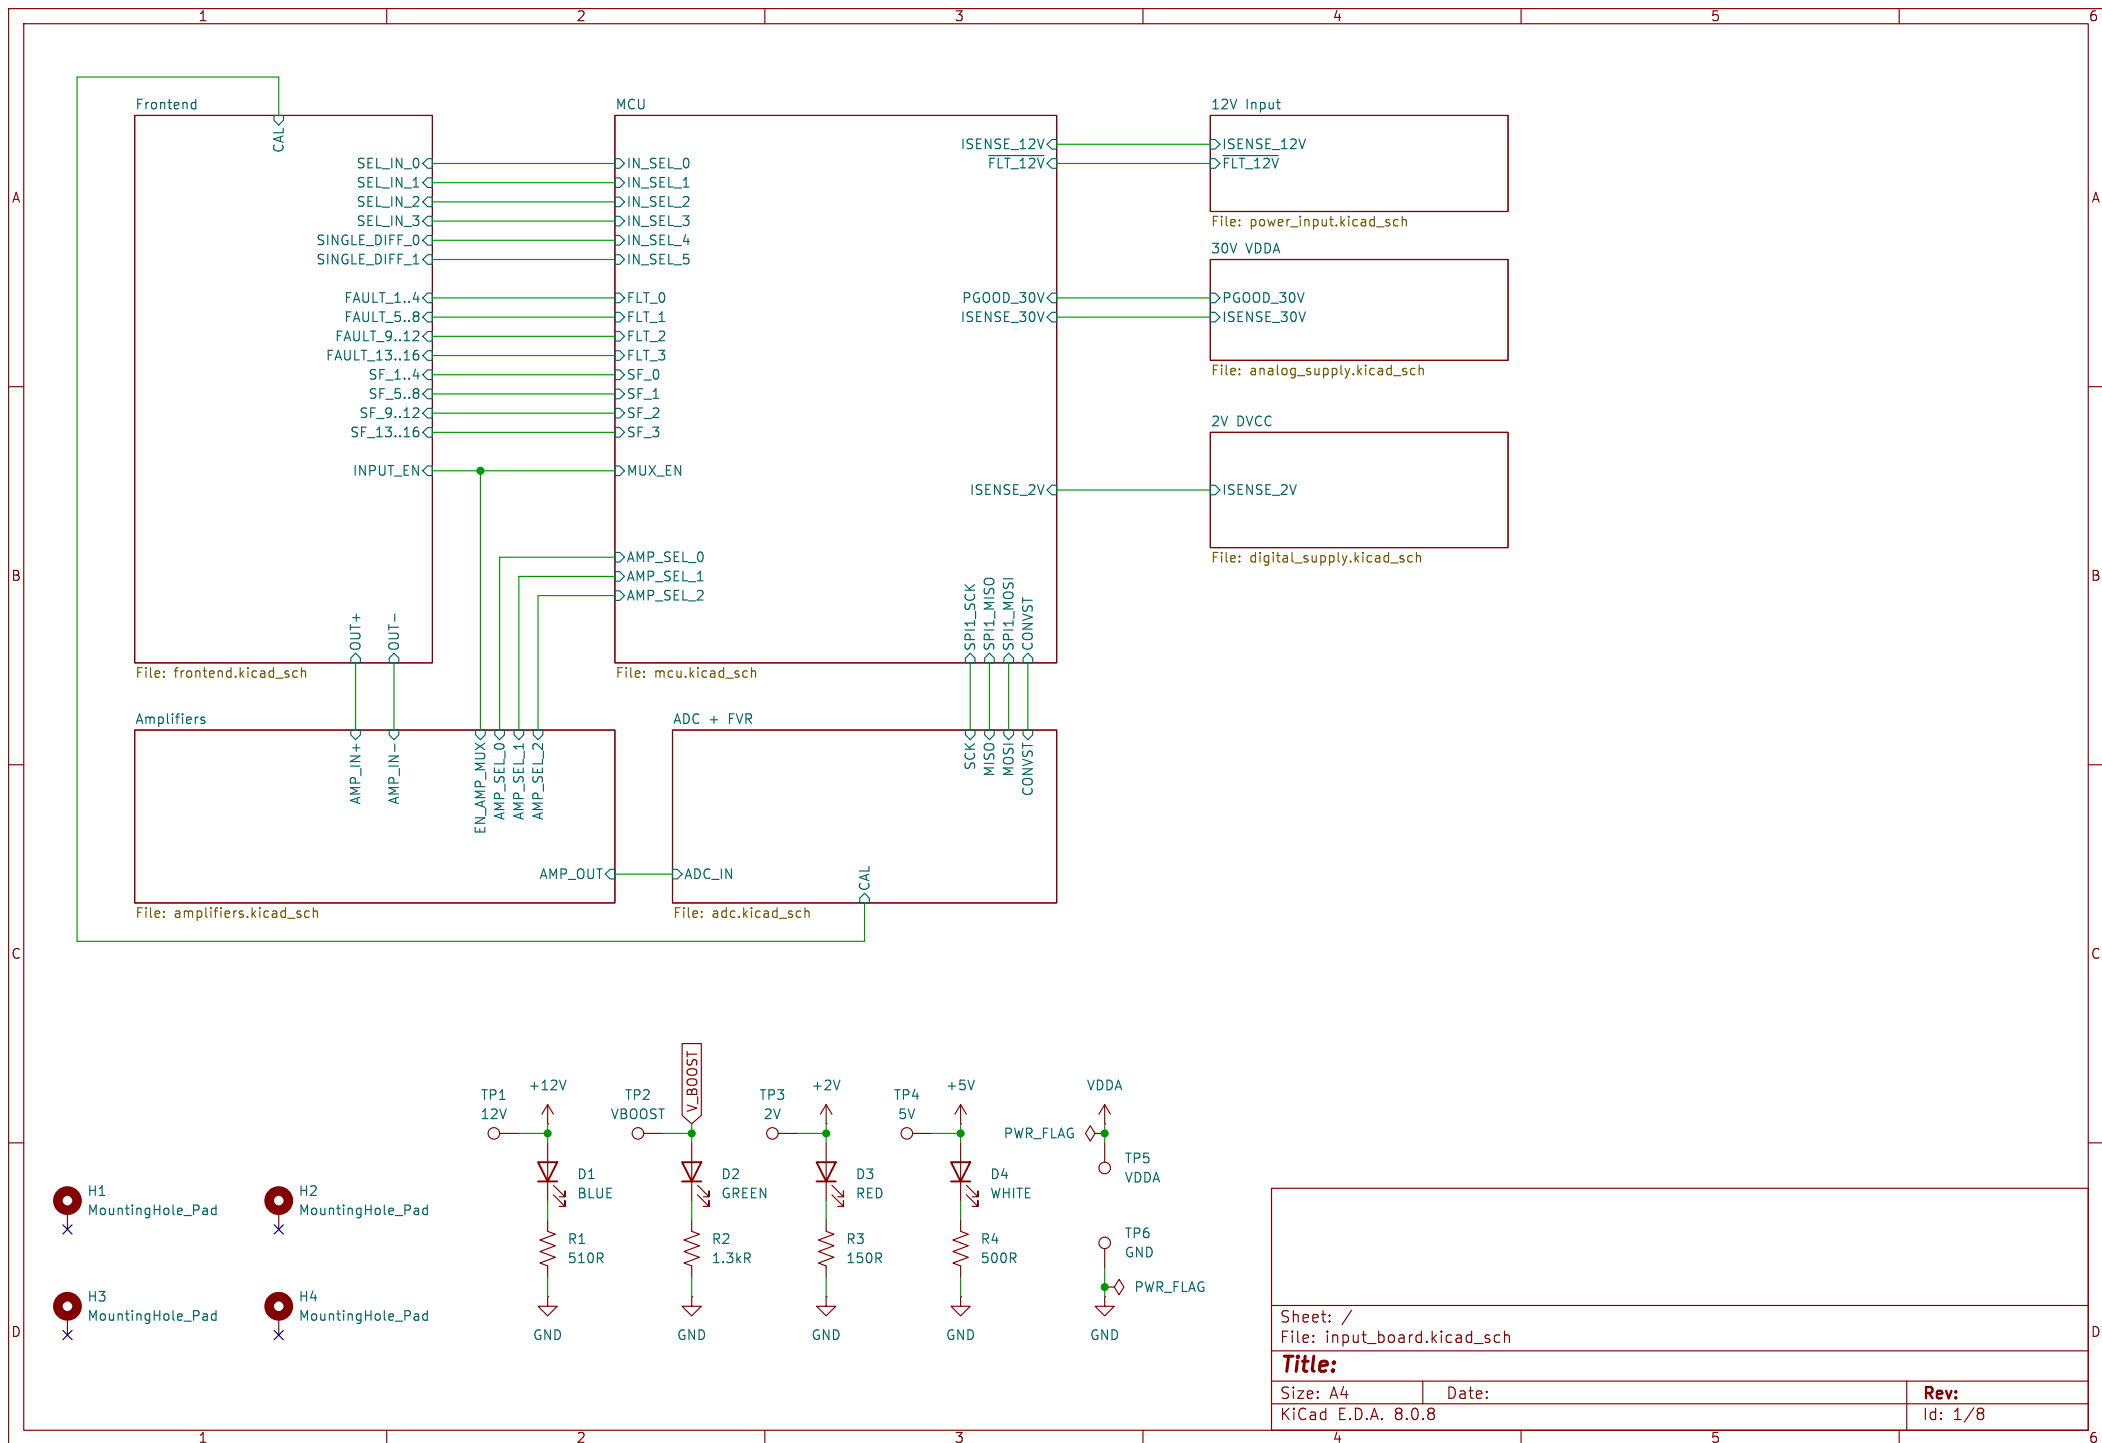 1 2 3 4 5 6
A
B
C
D
A
B
C
D
1 2 3 4 5 6
Frontend
CAL
SEL_IN_0
SEL_IN_1
SEL_IN_2
SEL_IN_3
SINGLE_DIFF_0
SINGLE_DIFF_1
FAULT_1..4
FAULT_5..8
FAULT_9..12
FAULT_13..16
SF_1..4
SF_5..8
SF_9..12
SF_13..16
INPUT_EN
OUT+
OUT-
File: frontend.kicad_sch
MCU
IN_SEL_0
IN_SEL_1
IN_SEL_2
IN_SEL_3
IN_SEL_4
IN_SEL_5
FLT_0
FLT_1
FLT_2
FLT_3
SF_0
SF_1
SF_2
SF_3
MUX_EN
AMP_SEL_0
AMP_SEL_1
AMP_SEL_2
ISENSE_12V
FLT_12V
PGOOD_30V
ISENSE_30V
ISENSE_2V
SPI1_SCK
SPI1_MISO
SPI1_MOSI
CONVST
File: mcu.kicad_sch
12V Input
ISENSE_12V
FLT_12V
File: power_input.kicad_sch
30V VDDA
PGOOD_30V
ISENSE_30V
File: analog_supply.kicad_sch
2V DVCC
ISENSE_2V
File: digital_supply.kicad_sch
Amplifiers
AMP_IN+
AMP_IN-
EN_AMP_MUX
AMP_SEL_0
AMP_SEL_1
AMP_SEL_2
AMP_OUT
File: amplifiers.kicad_sch
ADC + FVR
SCK
MISO
MOSI
CONVST
ADC_IN
CAL
File: adc.kicad_sch
H1
MountingHole_Pad
H2
MountingHole_Pad
H3
MountingHole_Pad
H4
MountingHole_Pad
TP1
12V
+12V
D1
BLUE
R1
510R
GND
TP2
VBOOST
V_BOOST
D2
GREEN
R2
1.3kR
GND
TP3
2V
+2V
D3
RED
R3
150R
GND
TP4
5V
+5V
D4
WHITE
R4
500R
GND
VDDA
PWR_FLAG
TP5
VDDA
TP6
GND
PWR_FLAG
GND
Sheet: /
File: input_board.kicad_sch
Title:
Size: A4 Date: Rev:
KiCad E.D.A. 8.0.8 Id: 1/8